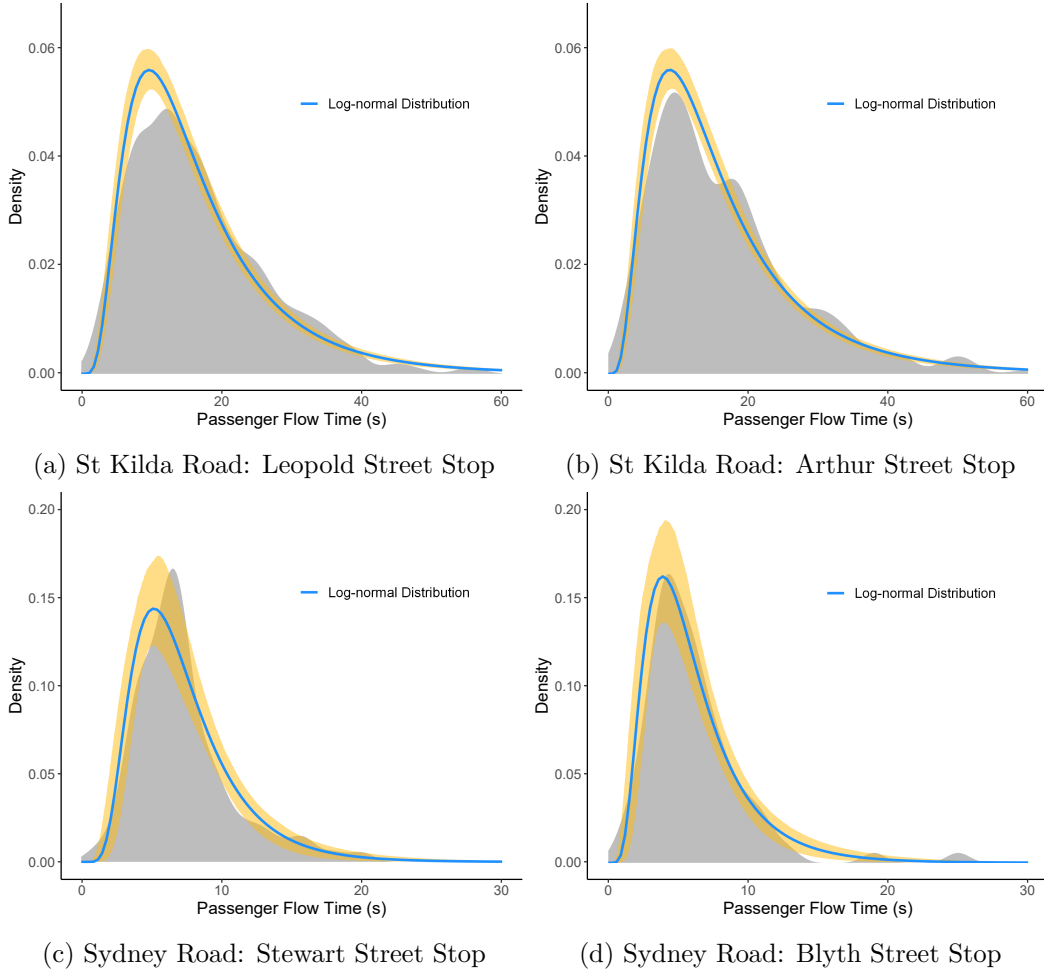 0.06
0.04
0.02
0.00
Density
Log-normal Distribution
0
20
40
60
Passenger Flow Time (s)
(a) St Kilda Road: Leopold Street Stop
0.06
0.04
0.02
0.00
Density
Log-normal Distribution
0
20
40
60
Passenger Flow Time (s)
(b) St Kilda Road: Arthur Street Stop
0.20
0.15
0.10
0.05
0.00
Density
Log-normal Distribution
0
10
20
30
Passenger Flow Time (s)
(c) Sydney Road: Stewart Street Stop
0.20
0.15
0.10
0.05
0.00
Density
Log-normal Distribution
0
10
20
30
Passenger Flow Time (s)
(d) Sydney Road: Blyth Street Stop